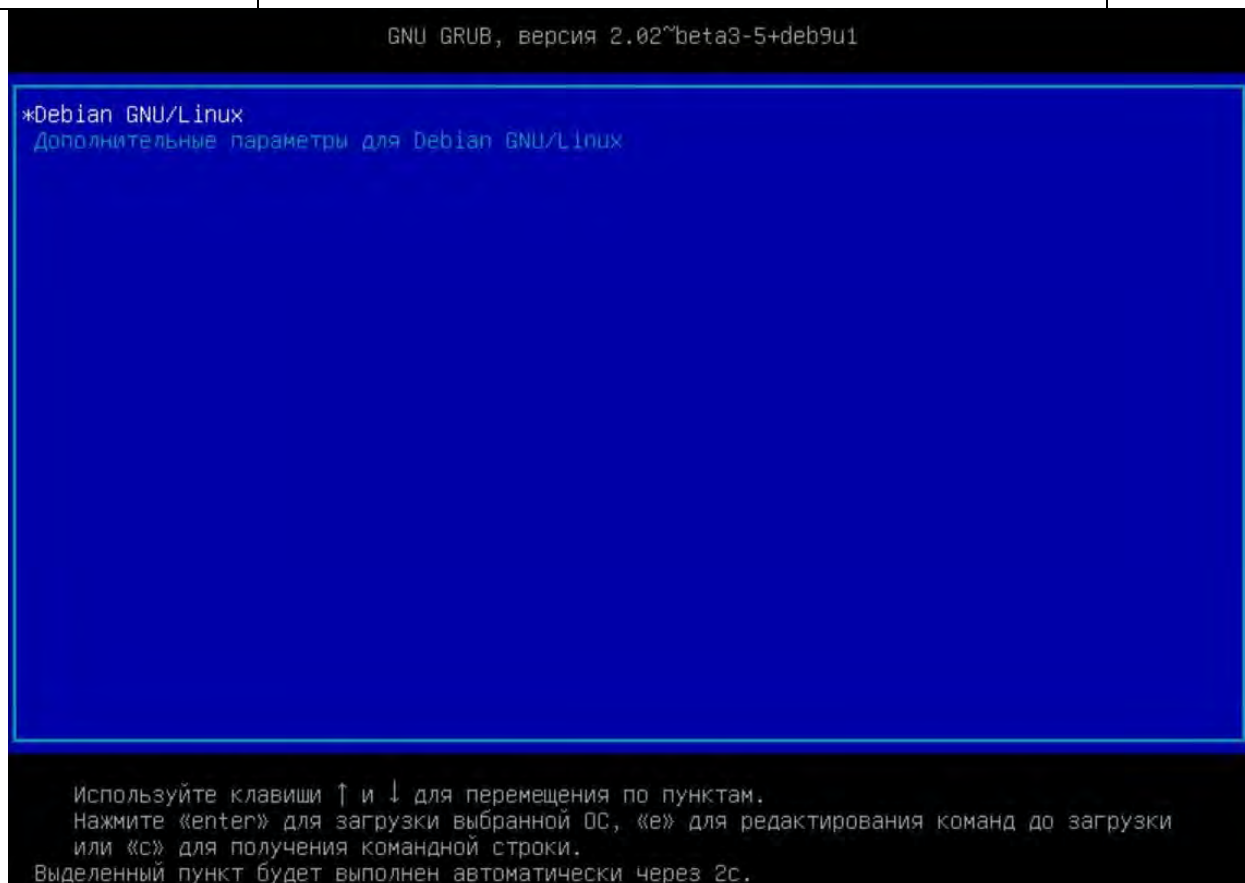 GNU GRUB, версия 2.02~beta3-5+deb9u1
*Debian GNU/Linux
Дополнительные параметры для Debian GNU/Linux
Используйте клавиши ↑ и ↓ для перемещения по пунктам.
Нажмите «enter» для загрузки выбранной ОС, «e» для редактирования команд до загрузки
или «c» для получения командной строки.
Выделенный пункт будет выполнен автоматически через 2с.